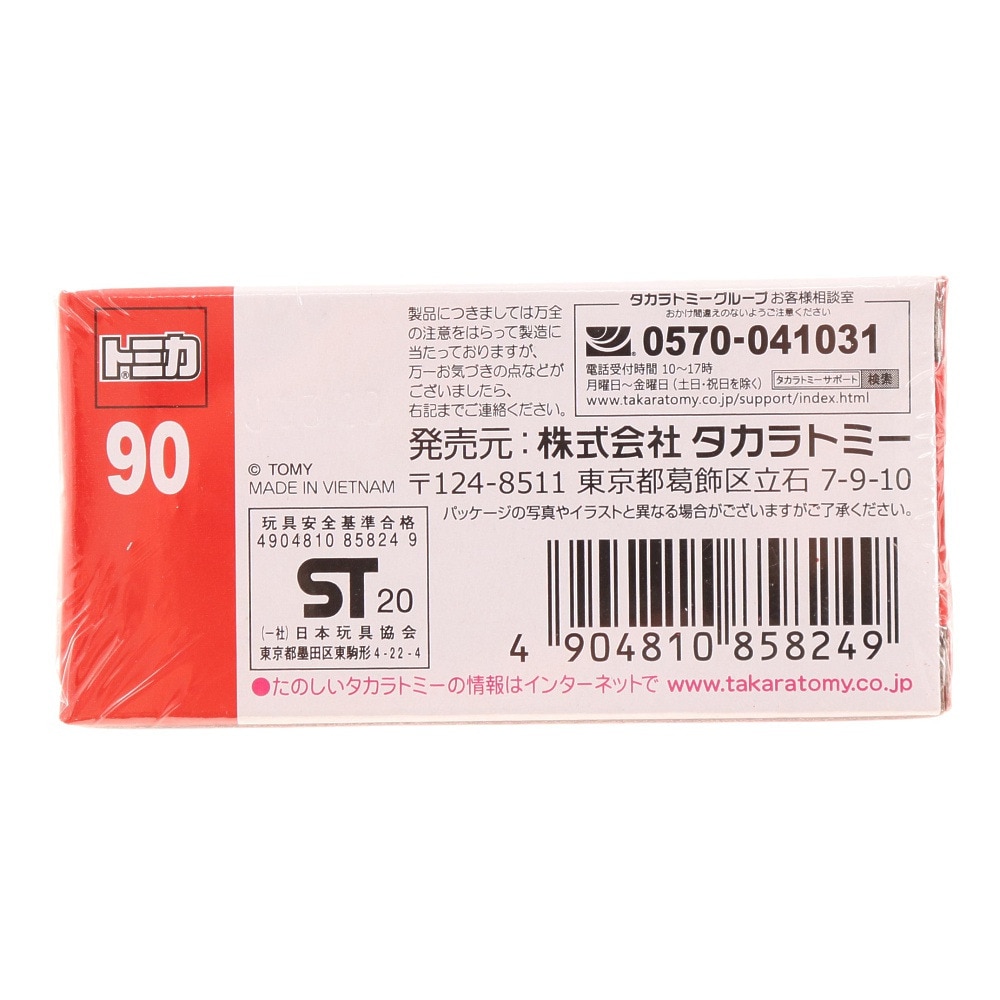 トミカ
®
90
製品につきましては万全
の注意をはらって製造に
当たっておりますが、
万一お気づきの点などが
ございましたら、
右記までご連絡ください。
タカラトミーグループ お客様相談室
おかけ間違えのないようご注意ください
0570-041031
電話受付時間 10〜17時
月曜日〜金曜日 (土日・祝日を除く)
タカラトミーサポート 検索
www.takaratomy.co.jp/support/index.html
発売元:株式会社 タカラトミー
〒124-8511 東京都葛飾区立石 7-9-10
© TOMY
MADE IN VIETNAM
パッケージの写真やイラストと異なる場合がございますがご了承ください。
玩具安全基準合格
4904810 85824 9
ST 20
(一社)日本玩具協会
東京都墨田区東駒形4-22-4
4 904810 858249
●たのしいタカラトミーの情報はインターネットで www.takaratomy.co.jp